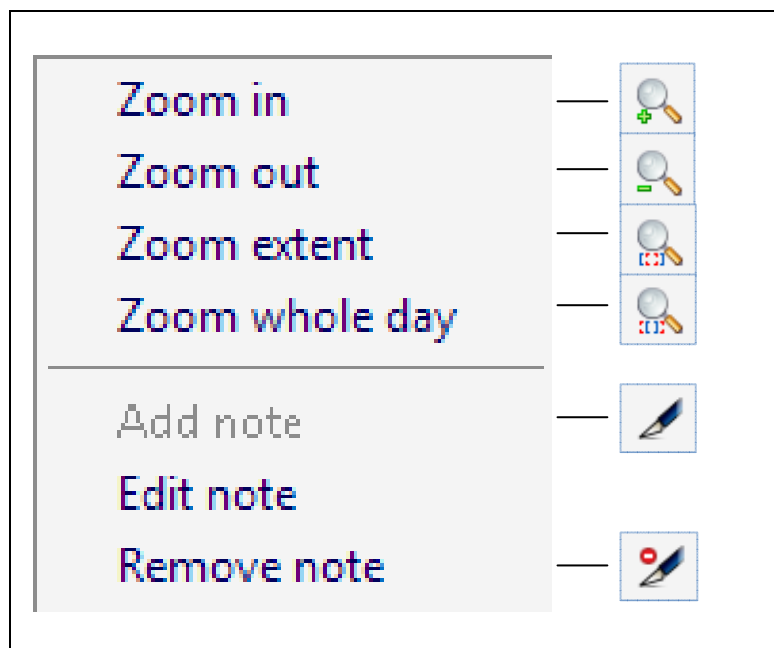 Zoom in
Zoom out
Zoom extent
Zoom whole day
Add note
Edit note
Remove note